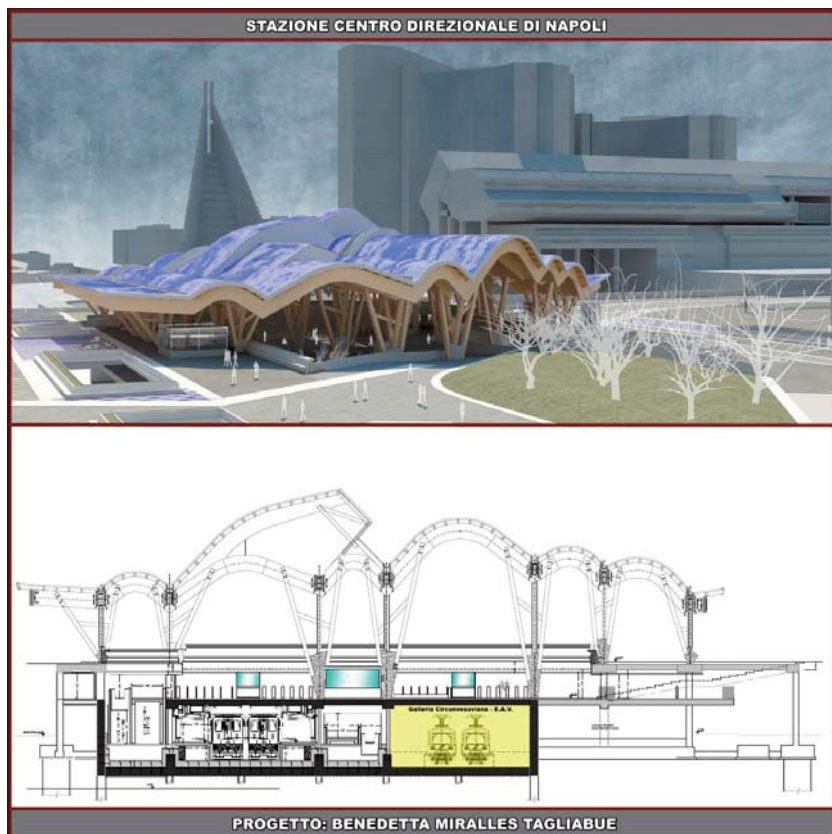 STAZIONE CENTRO DIREZIONALE DI NAPOLI
Galleria Circumvesuviana - E.A.V.
PROGETTO: BENEDETTA MIRALLES TAGLIABUE